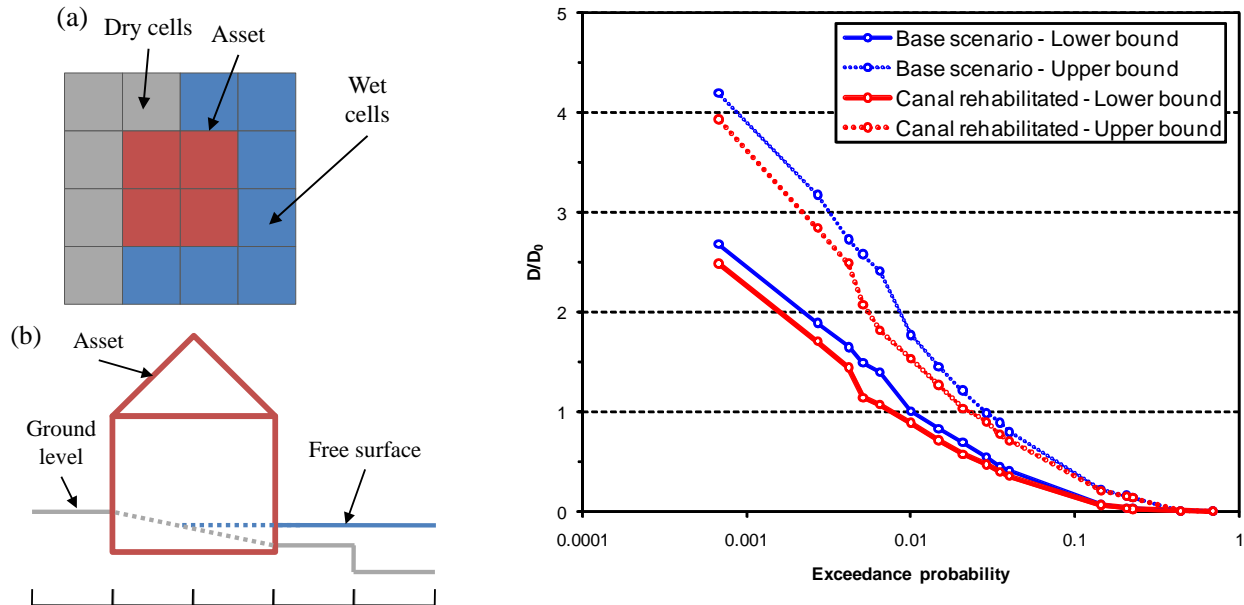 (a)
Dry cells
Asset
Wet
cells
(b)
Asset
Ground
level
Free surface
5
4
3
2
1
0
D/D₀
0.0001
0.001
0.01
0.1
1
Exceedance probability
Base scenario - Lower bound
Base scenario - Upper bound
Canal rehabilitated - Lower bound
Canal rehabilitated - Upper bound